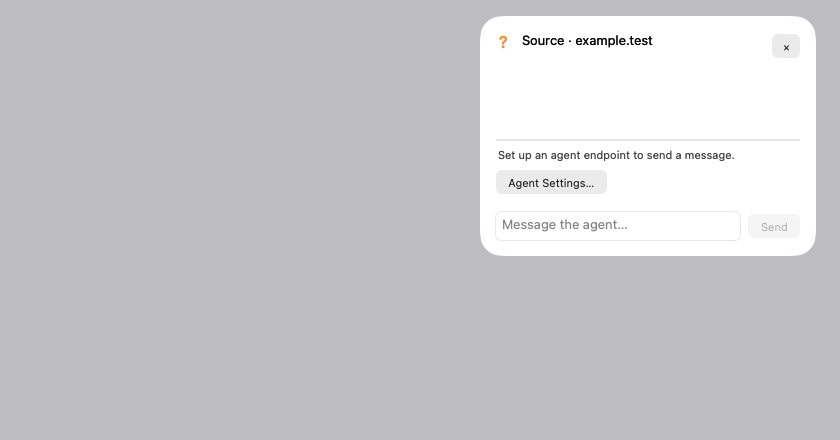 ? Source · example.test
×
Set up an agent endpoint to send a message.
Agent Settings...
Message the agent...
Send